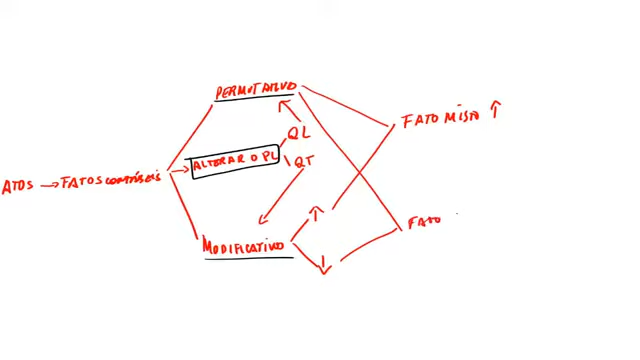 PERMUTATIVO
FATO MISTO ↑
QL
ALTERAR O PL
QT
ATOS → FATOS CONTÁBEIS →
↑
FATO
MODIFICATIVO
↓